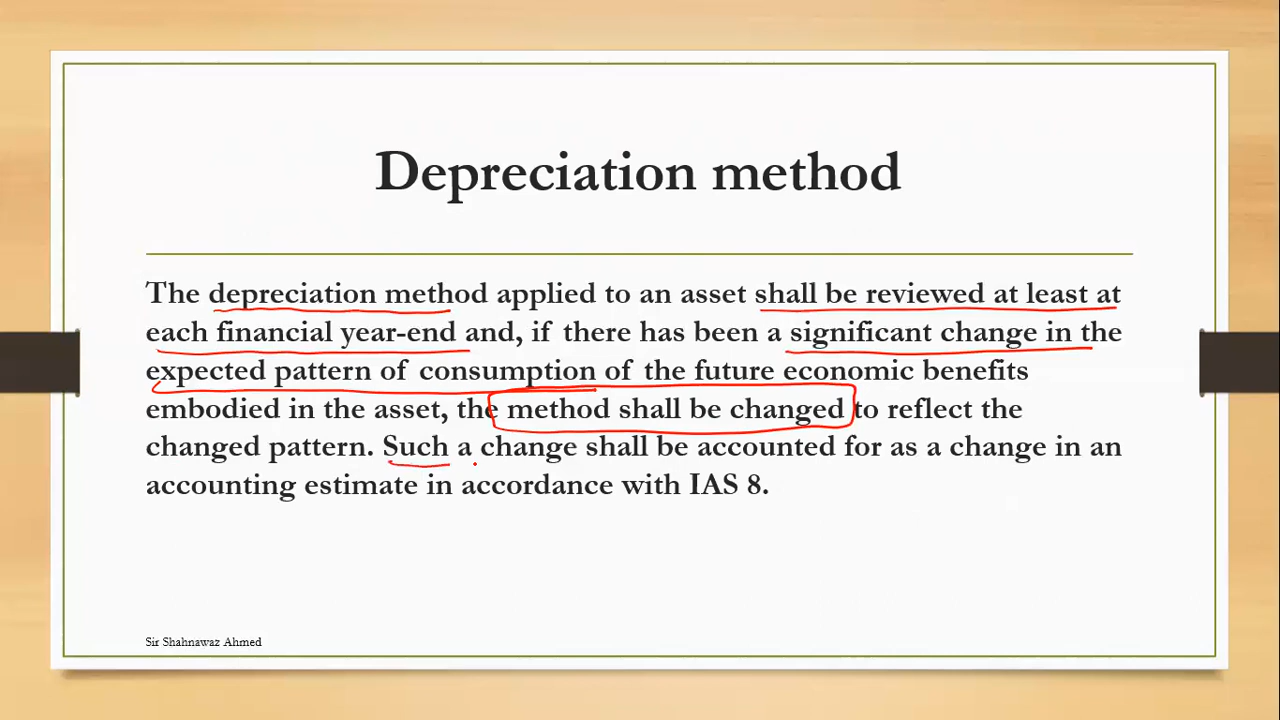 Depreciation method
The depreciation method applied to an asset shall be reviewed at least at
each financial year-end and, if there has been a significant change in the
expected pattern of consumption of the future economic benefits
embodied in the asset, the method shall be changed to reflect the
changed pattern. Such a change shall be accounted for as a change in an
accounting estimate in accordance with IAS 8.
Sir Shahnawaz Ahmed